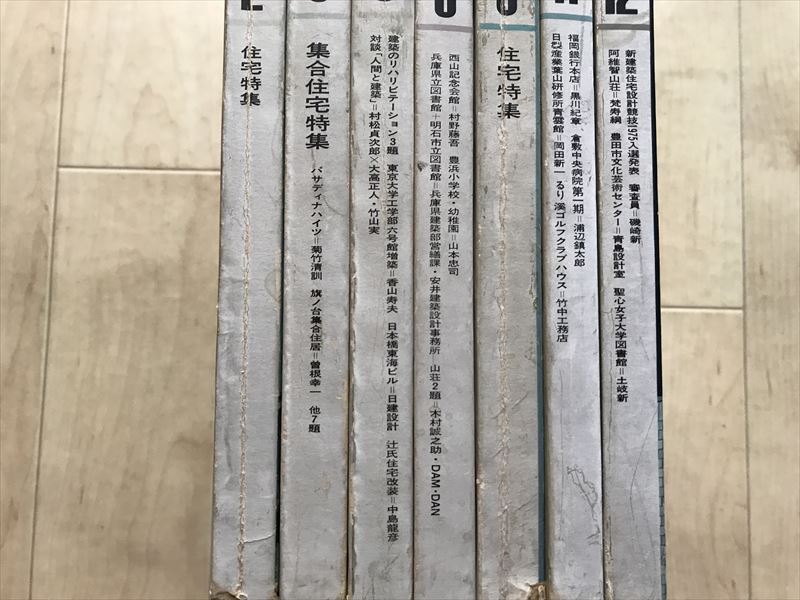 住宅特集
集合住宅特集
パサディナハイツ=菊竹清訓 旗ノ台集合住居=曽根幸一 他7題
建築のリハリビテーション3題 東京大学工学部六号館増築=香山寿夫 日本橋東海ビル=日建設計 辻氏住宅改装=中島龍彦
対談「人間と建築」=村松貞次郎×大高正人・竹山実
西山記念会館=村野藤吾 豊浜小学校・幼稚園=山本忠司
兵庫県立図書館+明石市立図書館=兵庫県建築部営繕課・安井建築設計事務所 山荘2題=木村誠之助・DAM・DAN
住宅特集
福岡銀行本店=黒川紀章 倉敷中央病院第一期=浦辺鎮太郎
日製産業葉山研修所青雲館=岡田新一 るり溪ゴルフクラブハウス=竹中工務店
12
新建築住宅設計競技1975入選発表 審査員=磯崎新
阿維智山荘=梵寿綱 豊田市文化芸術センター=青島設計室 聖心女子大学図書館=土岐新